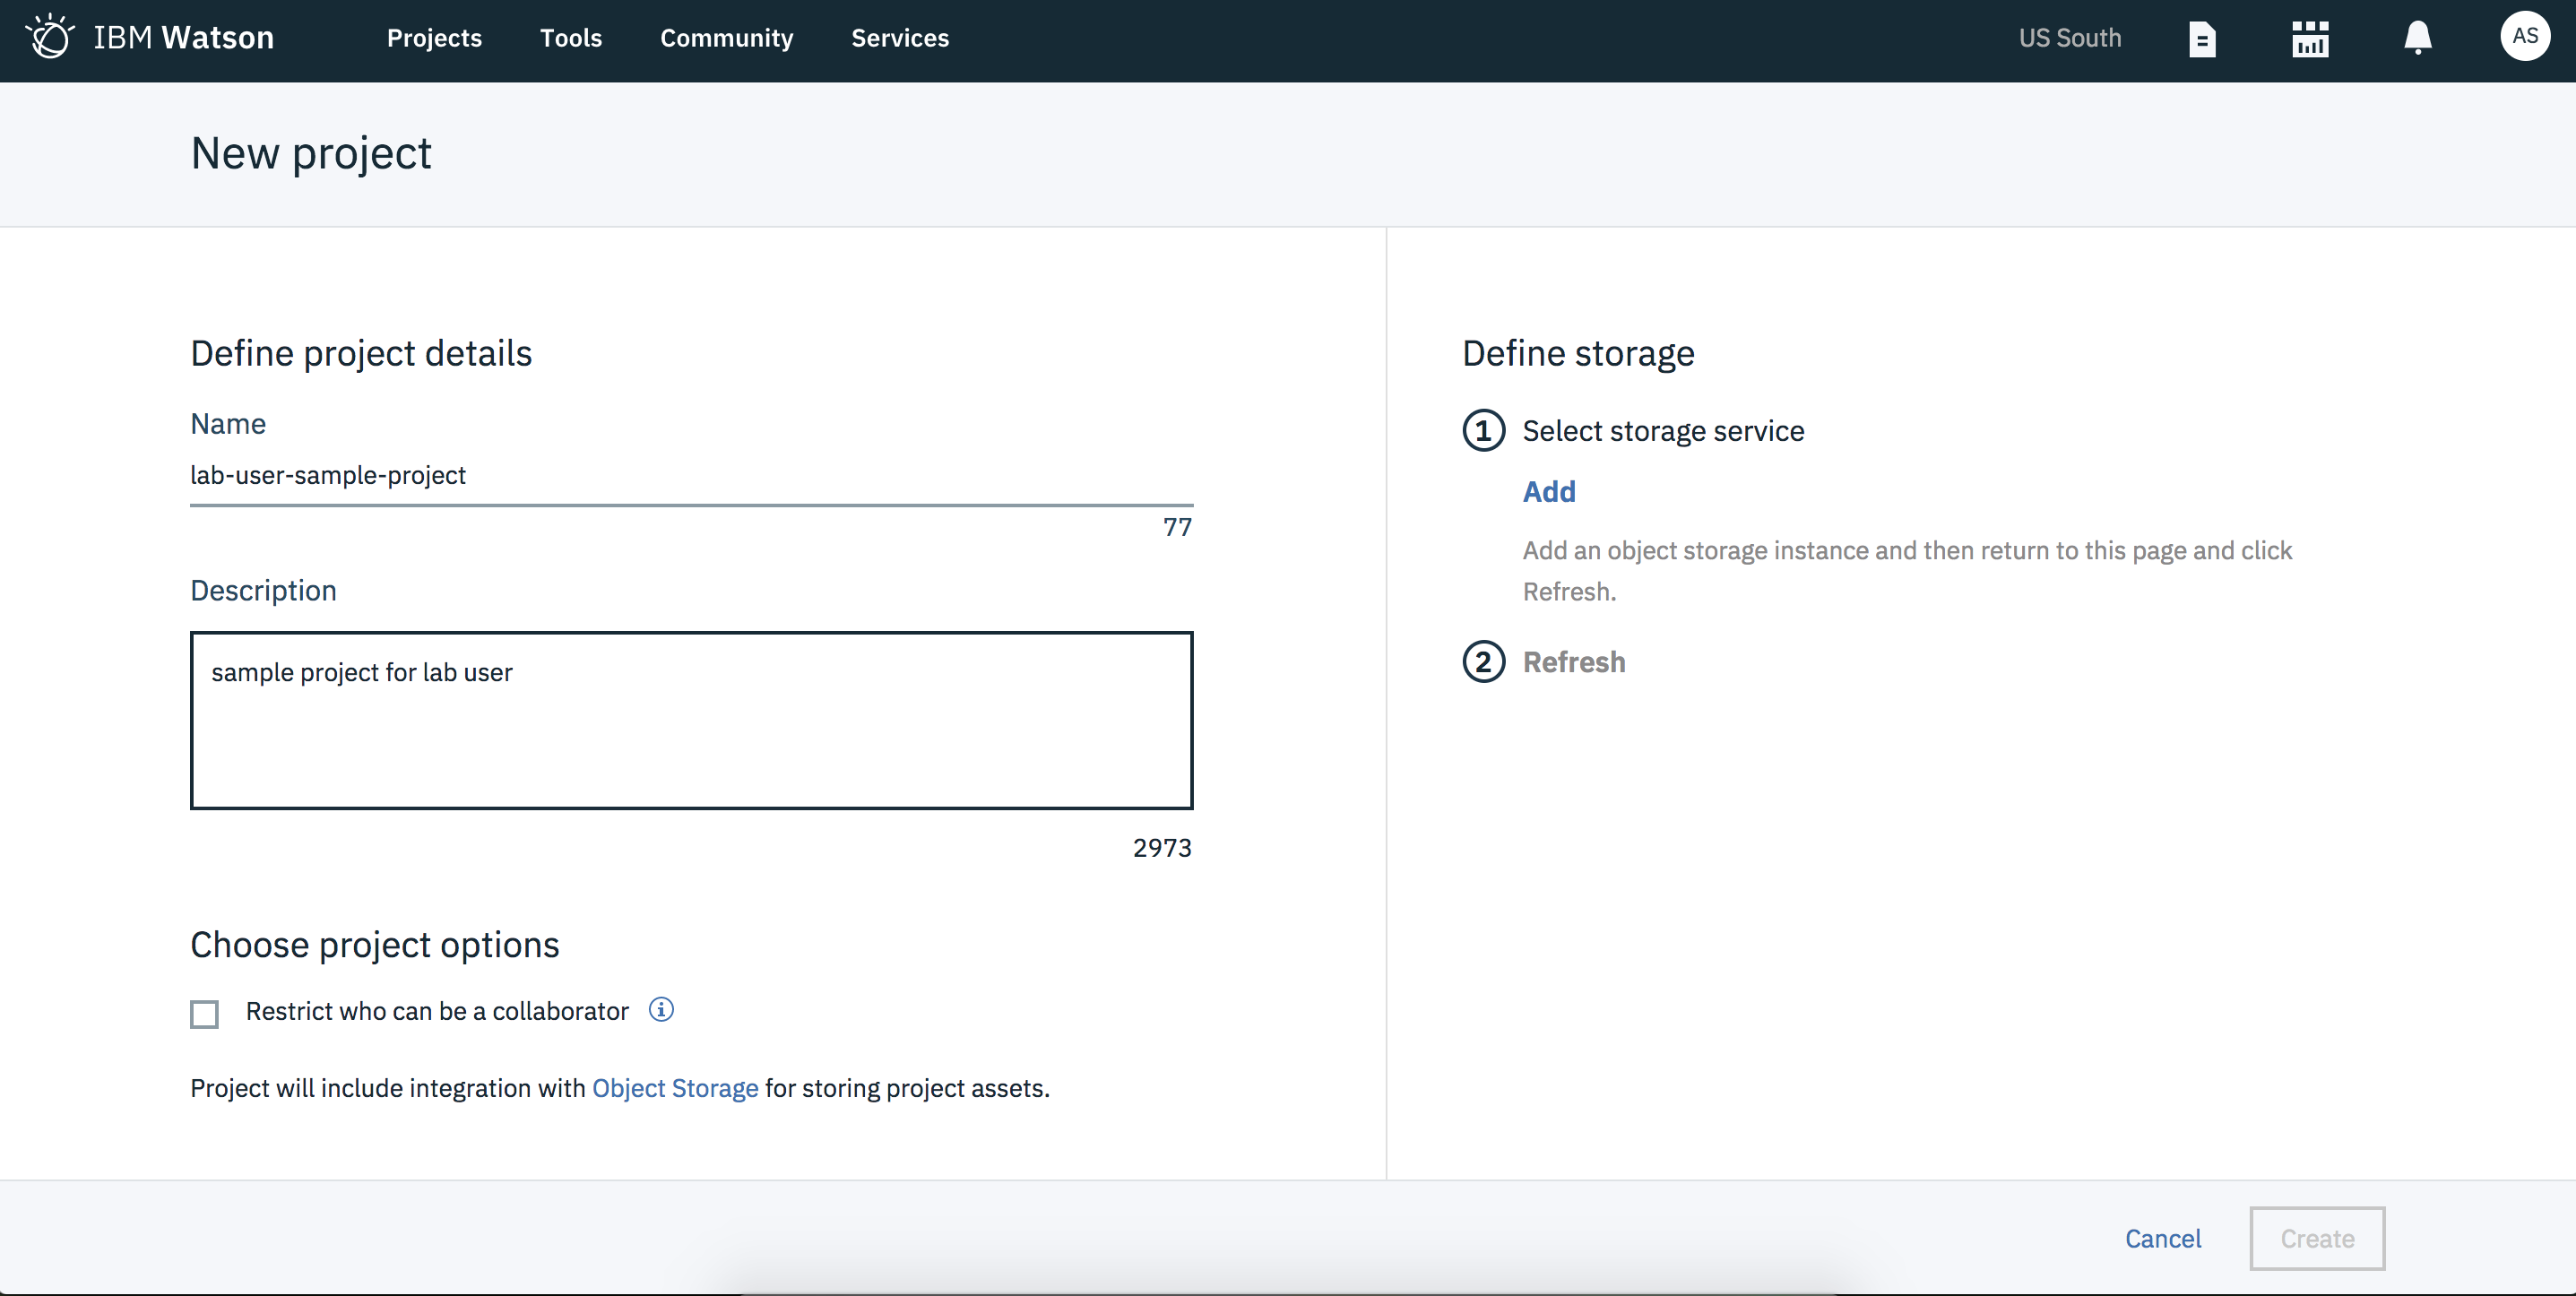 IBM Watson Projects Tools Community Services US South AS
New project
Define project details
Name
lab-user-sample-project
77
Description
sample project for lab user
2973
Choose project options
Restrict who can be a collaborator
Project will include integration with Object Storage for storing project assets.
Define storage
1 Select storage service
Add
Add an object storage instance and then return to this page and click
Refresh.
2 Refresh
Cancel Create